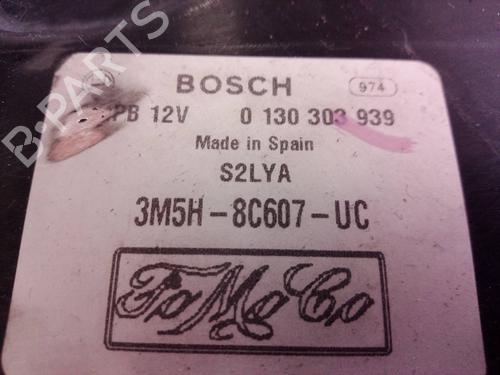 BOSCH 974
PB 12V 0 130 303 939
Made in Spain
S2LYA
3M5H-8C607-UC
FoMoCo
B-PARTS